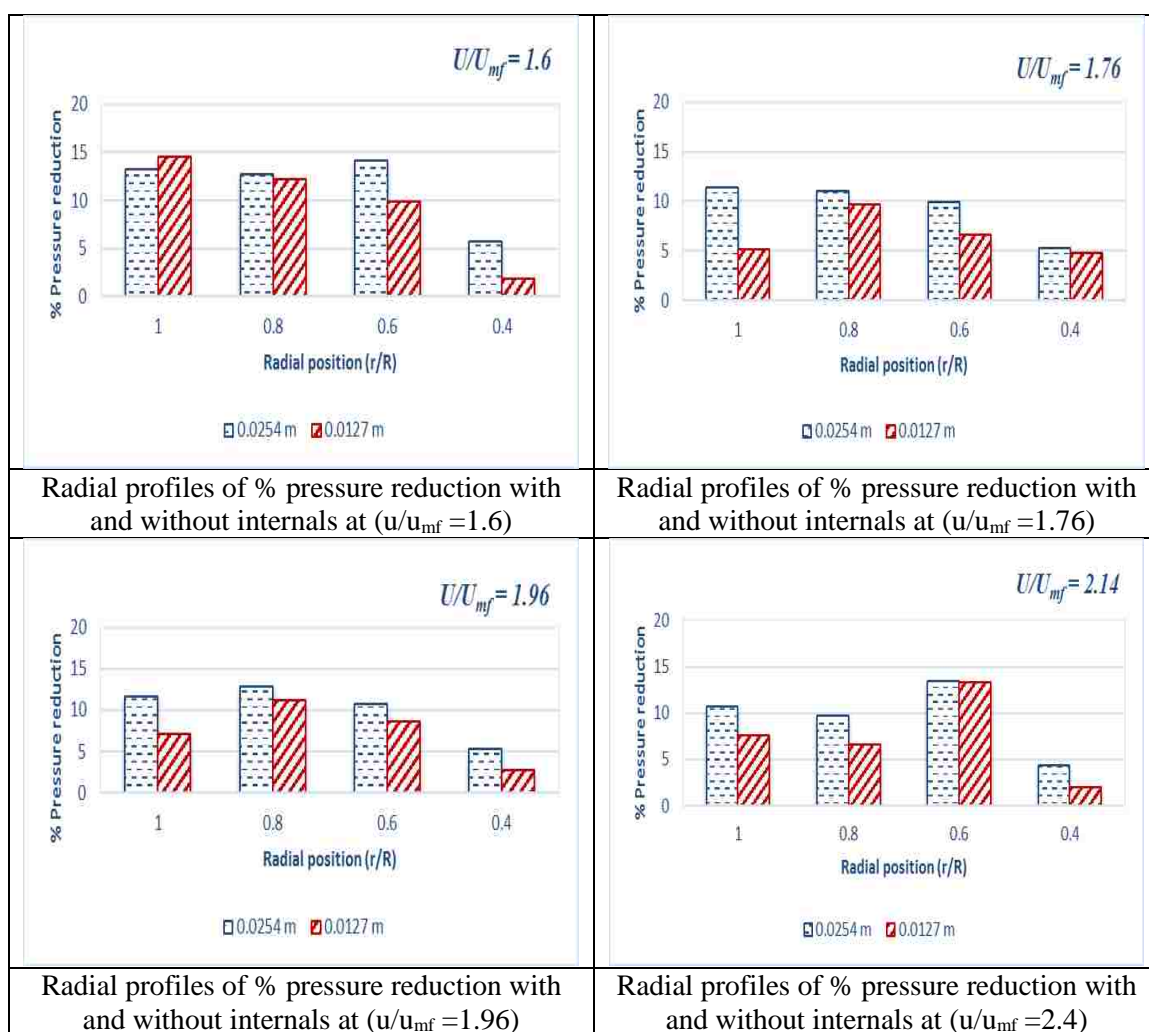 U/Umf = 1.6
% Pressure reduction
20
15
10
5
0
1 0.8 0.6 0.4
Radial position (r/R)
0.0254 m 0.0127 m
Radial profiles of % pressure reduction with
and without internals at (u/umf =1.6)
U/Umf = 1.76
% Pressure reduction
20
15
10
5
0
1 0.8 0.6 0.4
Radial position (r/R)
0.0254 m 0.0127 m
Radial profiles of % pressure reduction with
and without internals at (u/umf =1.76)
U/Umf = 1.96
% Pressure reduction
20
15
10
5
0
1 0.8 0.6 0.4
Radial position (r/R)
0.0254 m 0.0127 m
Radial profiles of % pressure reduction with
and without internals at (u/umf =1.96)
U/Umf = 2.14
% Pressure reduction
20
15
10
5
0
1 0.8 0.6 0.4
Radial position (r/R)
0.0254 m 0.0127 m
Radial profiles of % pressure reduction with
and without internals at (u/umf =2.4)